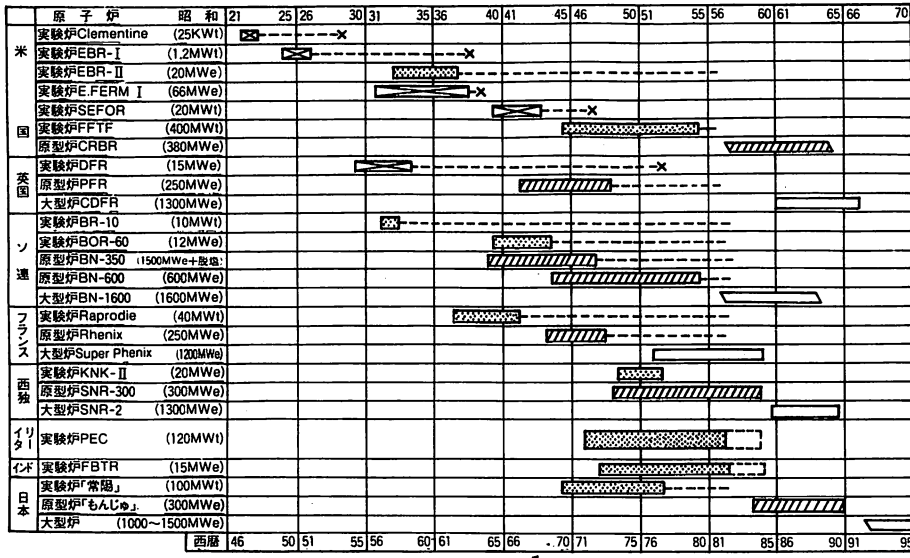 原子炉 昭和 21 25 26 30 31 35 36 40 41 45 46 50 51 55 56 60 61 65 66 70
米国
実験炉Clementine (25KWt)
実験炉EBR-I (1.2MWt)
実験炉EBR-II (20MWe)
実験炉E.FERM I (66MWe)
実験炉SEFOR (20MWt)
実験炉FFTF (400MWt)
原型炉CRBR (380MWe)
英国
実験炉DFR (15MWe)
原型炉PFR (250MWe)
大型炉CDFR (1300MWe)
ソ連
実験炉BR-10 (10MWt)
実験炉BOR-60 (12MWe)
原型炉BN-350 (1500MWe+脱塩)
原型炉BN-600 (600MWe)
大型炉BN-1600 (1600MWe)
フランス
実験炉Raprodie (40MWt)
原型炉Rhenix (250MWe)
大型炉Super Phenix (1200MWe)
西独
実験炉KNK-II (20MWe)
原型炉SNR-300 (300MWe)
大型炉SNR-2 (1300MWe)
イタリー
実験炉PEC (120MWt)
インド
実験炉FBTR (15MWe)
日本
実験炉「常陽」 (100MWt)
原型炉「もんじゅ」 (300MWe)
大型炉 (1000～1500MWe)
西暦 46 50 51 55 56 60 61 65 66 70 71 75 76 80 81 85 86 90 91 95